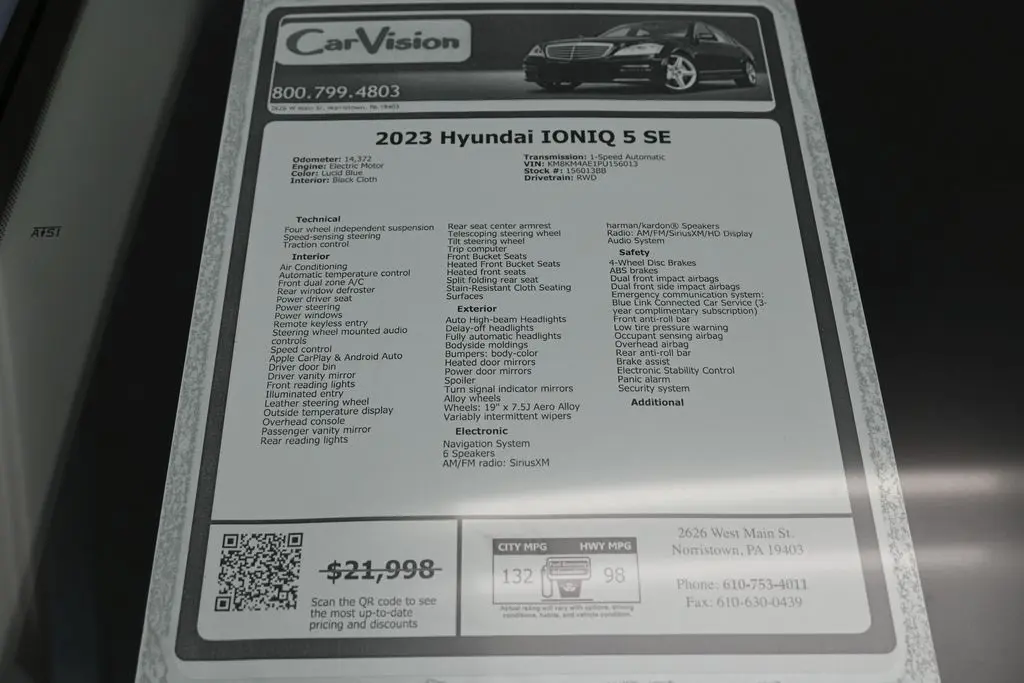 CarVision
800.799.4803
2626 W Main St, Norristown, PA 19403
2023 Hyundai IONIQ 5 SE
Odometer: 14,372
Engine: Electric Motor
Color: Lucid Blue
Interior: Black Cloth
Transmission: 1-Speed Automatic
VIN: KM8KM4AE1PU156013
Stock #: 156013BB
Drivetrain: RWD
Technical
Four wheel independent suspension
Speed-sensing steering
Traction control
Interior
Air Conditioning
Automatic temperature control
Front dual zone A/C
Rear window defroster
Power driver seat
Power steering
Power windows
Remote keyless entry
Steering wheel mounted audio
controls
Speed control
Apple CarPlay & Android Auto
Driver door bin
Driver vanity mirror
Front reading lights
Illuminated entry
Leather steering wheel
Outside temperature display
Overhead console
Passenger vanity mirror
Rear reading lights
Rear seat center armrest
Telescoping steering wheel
Tilt steering wheel
Trip computer
Front Bucket Seats
Heated Front Bucket Seats
Heated front seats
Split folding rear seat
Stain-Resistant Cloth Seating
Surfaces
Exterior
Auto High-beam Headlights
Delay-off headlights
Fully automatic headlights
Bodyside moldings
Bumpers: body-color
Heated door mirrors
Power door mirrors
Spoiler
Turn signal indicator mirrors
Alloy wheels
Wheels: 19" x 7.5J Aero Alloy
Variably intermittent wipers
Electronic
Navigation System
6 Speakers
AM/FM radio: SiriusXM
harman/kardon® Speakers
Radio: AM/FM/SiriusXM/HD Display
Audio System
Safety
4-Wheel Disc Brakes
ABS brakes
Dual front impact airbags
Dual front side impact airbags
Emergency communication system:
Blue Link Connected Car Service (3-
year complimentary subscription)
Front anti-roll bar
Low tire pressure warning
Occupant sensing airbag
Overhead airbag
Rear anti-roll bar
Brake assist
Electronic Stability Control
Panic alarm
Security system
Additional
$21,998
Scan the QR code to see
the most up-to-date
pricing and discounts
CITY MPG HWY MPG
132 98
Actual rating will vary with options, driving
conditions, habits, and vehicle condition.
2626 West Main St.
Norristown, PA 19403
Phone: 610-753-4011
Fax: 610-630-0439